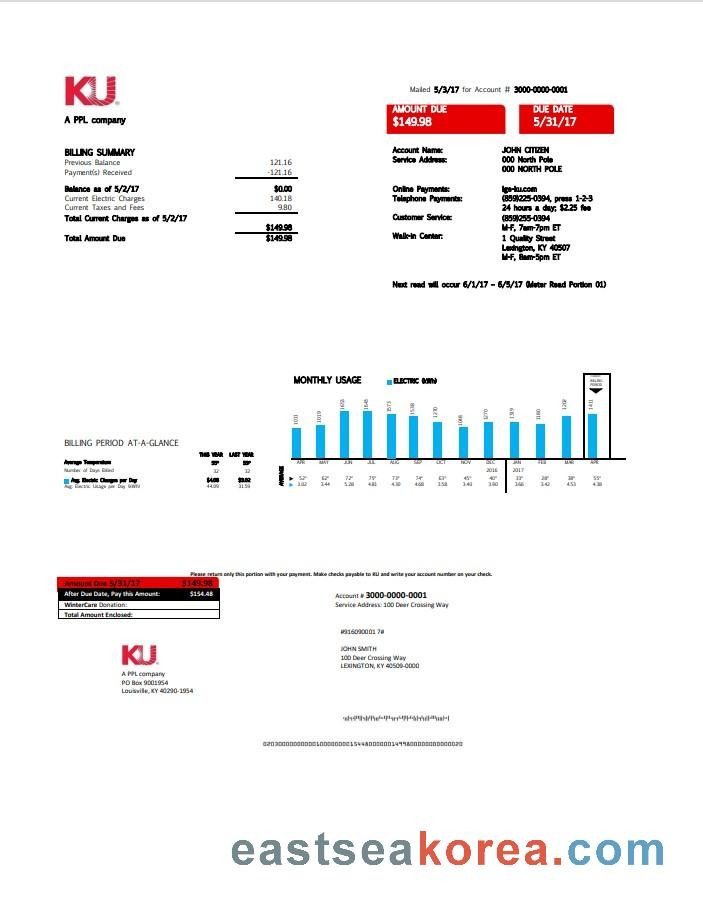 KU
Mailed 5/3/17 for Account # 3000-0000-0001
A PPL company
AMOUNT DUE
$149.98
DUE DATE
5/31/17
BILLING SUMMARY
Previous Balance 121.16
Payment(s) Received -121.16
Balance as of 5/2/17 $0.00
Current Electric Charges 140.18
Current Taxes and Fees 9.80
Total Current Charges as of 5/2/17
$149.98
Total Amount Due $149.98
Account Name: JOHN CITIZEN
Service Address: 000 North Pole
000 NORTH POLE
Online Payments: lge-ku.com
Telephone Payments: (859)225-0394, press 1-2-3
24 hours a day; $2.25 fee
Customer Service: (859)255-0394
M-F, 7am-7pm ET
Walk-in Center: 1 Quality Street
Lexington, KY 40507
M-F, 8am-5pm ET
Next read will occur 6/1/17 – 6/5/17 (Meter Read Portion 01)
MONTHLY USAGE
ELECTRIC (kWh)
BILLING
PERIOD
1019 1653 1648 1573 1538 1270 1270 1319 1180 1411
APR MAY JUN JUL AUG SEP OCT NOV DEC JAN FEB MAR APR
2016 2017
AVERAGE
52° 62° 72° 75° 73° 74° 63° 45° 40° 33° 28° 38° 55°
3.02 3.44 5.28 4.81 4.30 4.68 3.58 3.40 3.90 3.66 3.42 4.53 4.38
BILLING PERIOD AT-A-GLANCE
THIS YEAR LAST YEAR
Average Temperature 55° 55°
Number of Days Billed 32 32
Avg. Electric Charges per Day
Avg. Electric Usage per Day (kWh) 44.09 31.59
Please return only this portion with your payment. Make checks payable to KU and write your account number on your check.
Amount Due 5/31/17 $149.98
After Due Date, Pay this Amount: $154.48
WinterCare Donation:
Total Amount Enclosed:
Account # 3000-0000-0001
Service Address: 100 Deer Crossing Way
#916090001 7#
JOHN SMITH
100 Deer Crossing Way
LEXINGTON, KY 40509-0000
KU
A PPL company
PO Box 9001954
Louisville, KY 40290-1954
eastseakorea.com